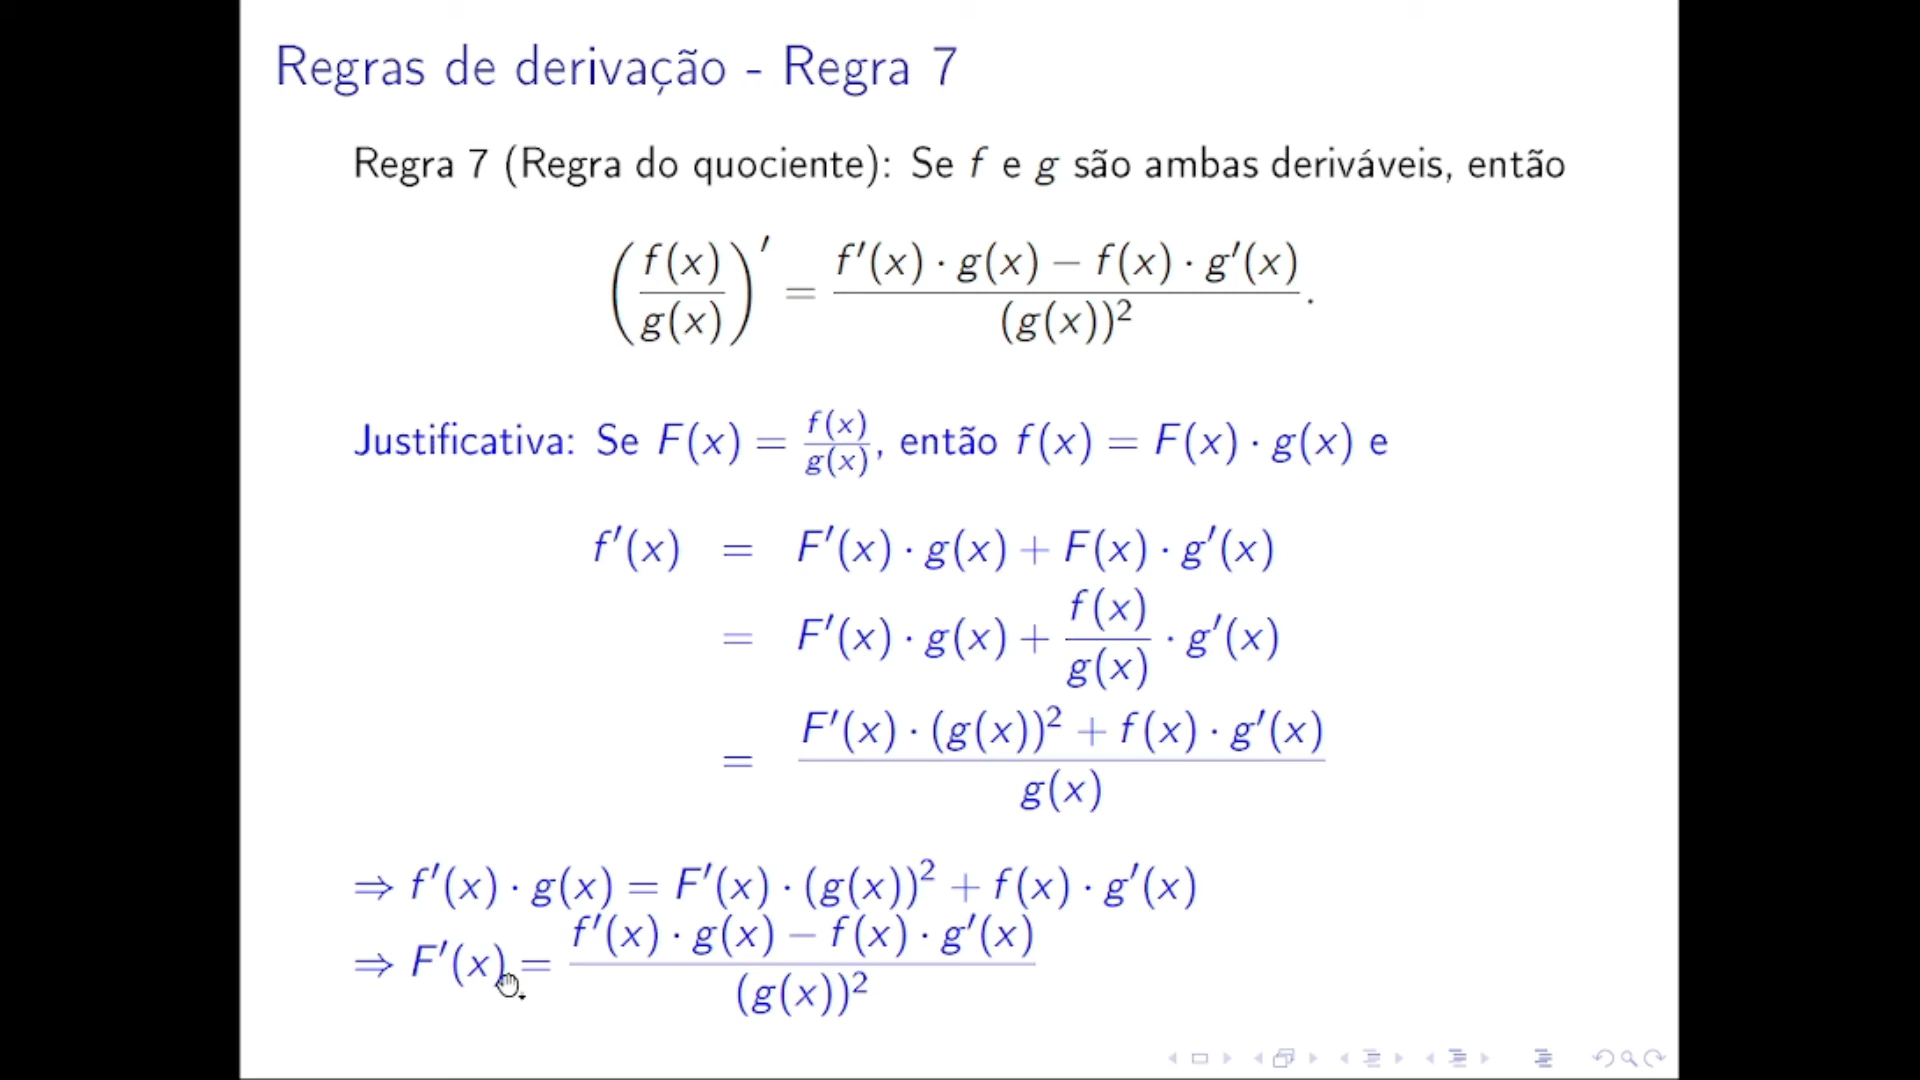 Regras de derivação - Regra 7
Regra 7 (Regra do quociente): Se f e g são ambas deriváveis, então
(f(x)/g(x))′ = (f′(x) · g(x) − f(x) · g′(x))/(g(x))².
Justificativa: Se F(x) = f(x)/g(x), então f(x) = F(x) · g(x) e
f′(x) = F′(x) · g(x) + F(x) · g′(x)
= F′(x) · g(x) + f(x)/g(x) · g′(x)
= (F′(x) · (g(x))² + f(x) · g′(x))/g(x)
⇒ f′(x) · g(x) = F′(x) · (g(x))² + f(x) · g′(x)
⇒ F′(x) = (f′(x) · g(x) − f(x) · g′(x))/(g(x))²